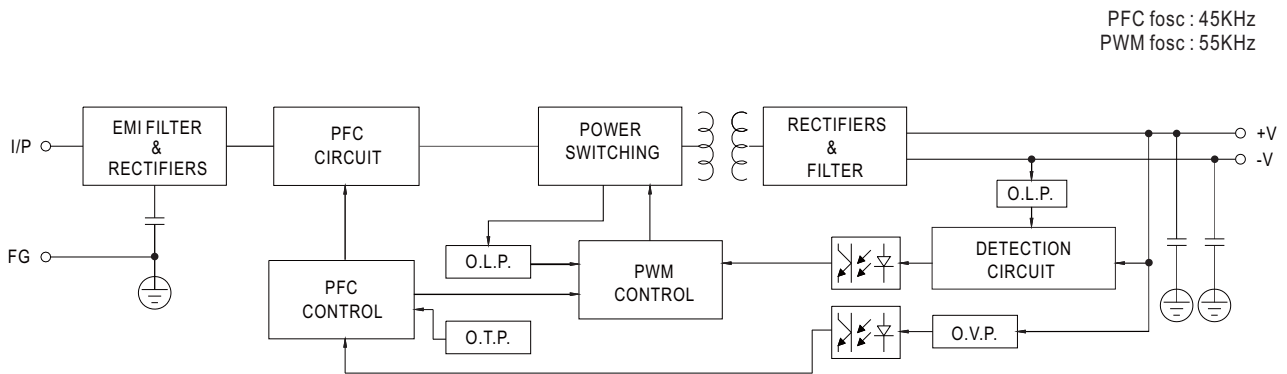 PFC fosc : 45KHz
PWM fosc : 55KHz
I/P
EMI FILTER
&
RECTIFIERS
PFC
CIRCUIT
POWER
SWITCHING
RECTIFIERS
&
FILTER
+V
-V
O.L.P.
FG
O.L.P.
PFC
CONTROL
PWM
CONTROL
DETECTION
CIRCUIT
O.T.P.
O.V.P.